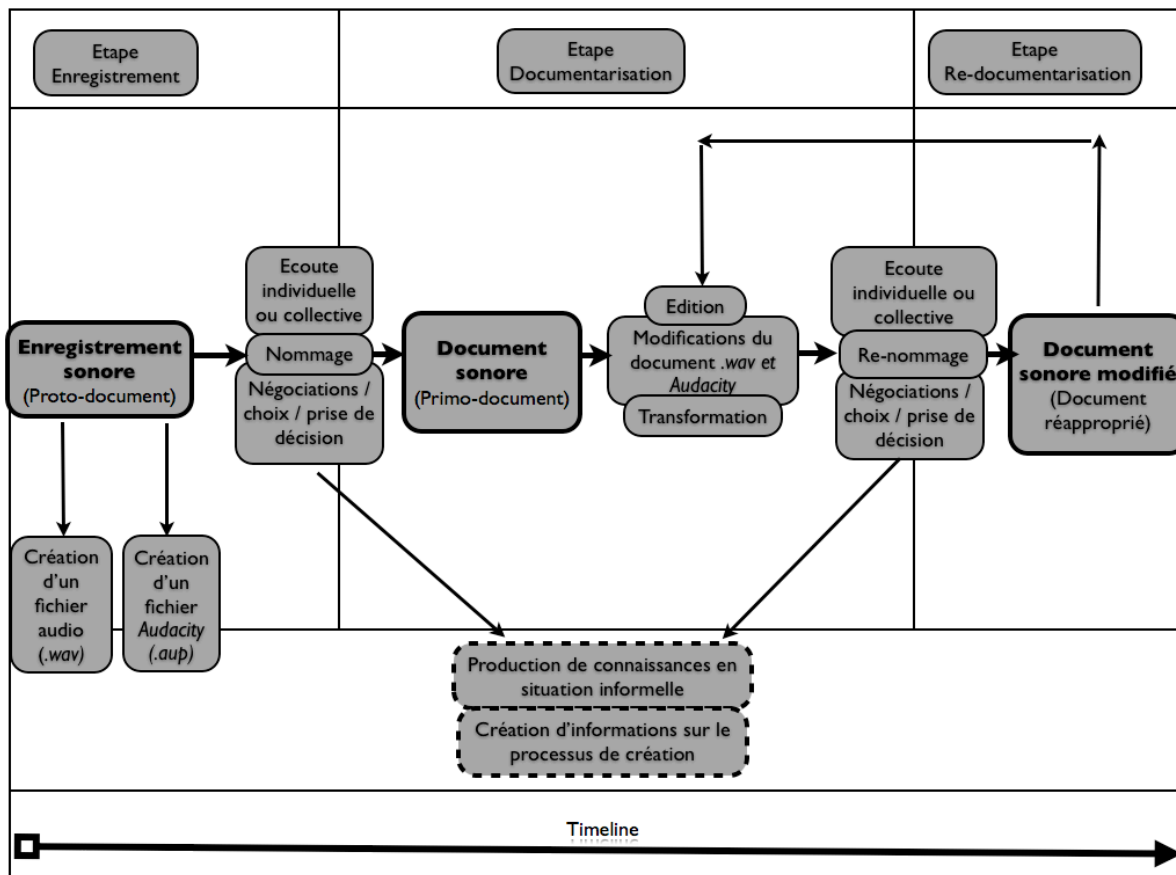 Etape
Enregistrement
Etape
Documentarisation
Etape
Re-documentarisation
Enregistrement
sonore
(Proto-document)
Ecoute
individuelle
ou collective
Nommage
Négociations /
choix / prise de
décision
Document
sonore
(Primo-document)
Edition
Modifications du
document .wav et
Audacity
Transformation
Ecoute
individuelle ou
collective
Re-nommage
Négociations /
choix / prise de
décision
Document
sonore modifié
(Document
réapproprié)
Création
d'un
fichier
audio
(.wav)
Création
d'un
fichier
Audacity
(.aup)
Production de connaissances en
situation informelle
Création d'informations sur le
processus de création
Timeline